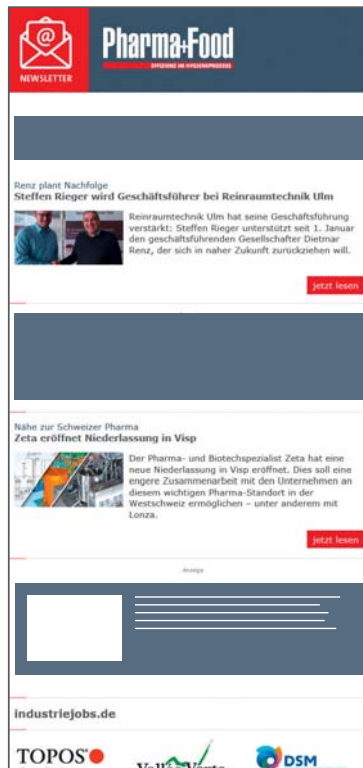 NEWSLETTER
Pharma+Food
EFFIZIENZ IM HYGIENEPROZESS
Renz plant Nachfolge
Steffen Rieger wird Geschäftsführer bei Reinraumtechnik Ulm
Reinraumtechnik Ulm hat seine Geschäftsführung
verstärkt: Steffen Rieger unterstützt seit 1. Januar
den geschäftsführenden Gesellschafter Dietmar
Renz, der sich in naher Zukunft zurückziehen will.
jetzt lesen
Nähe zur Schweizer Pharma
Zeta eröffnet Niederlassung in Visp
Der Pharma- und Biotechspezialist Zeta hat eine
neue Niederlassung in Visp eröffnet. Dies soll eine
engere Zusammenarbeit mit den Unternehmen an
diesem wichtigen Pharma-Standort in der
Westschweiz ermöglichen – unter anderem mit
Lonza.
jetzt lesen
Anzeige
industriejobs.de
TOPOS
Vallée Verte
DSM